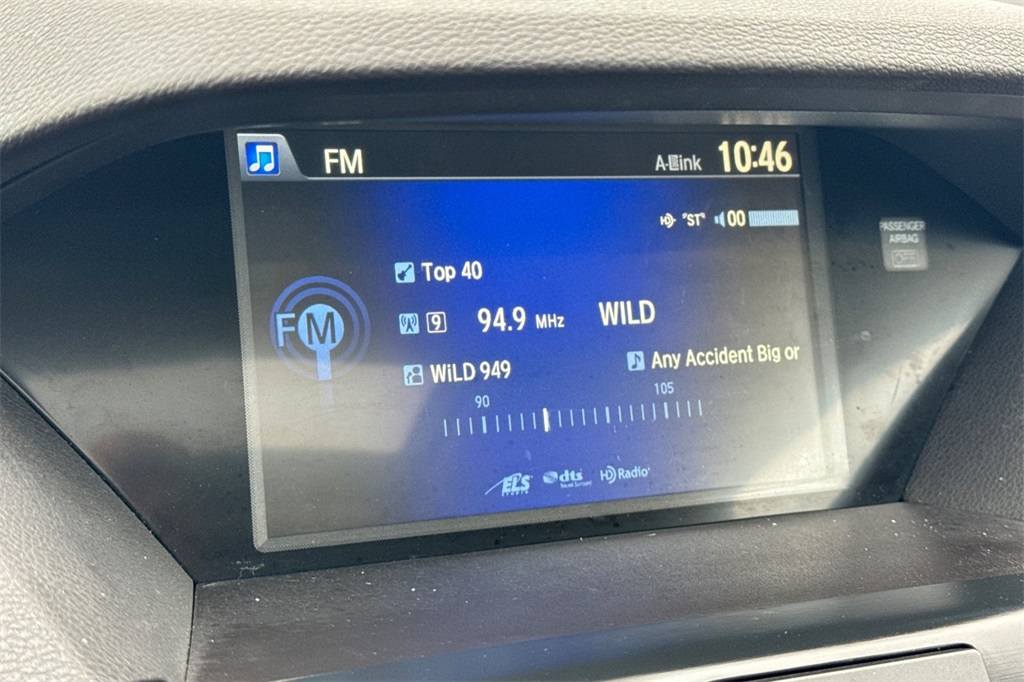 FM
A-Link 10:46
"ST" 00
PASSENGER
AIRBAG
Top 40
FM
9 94.9 MHz WILD
WiLD 949
Any Accident Big or
90 105
ELS dts HD Radio